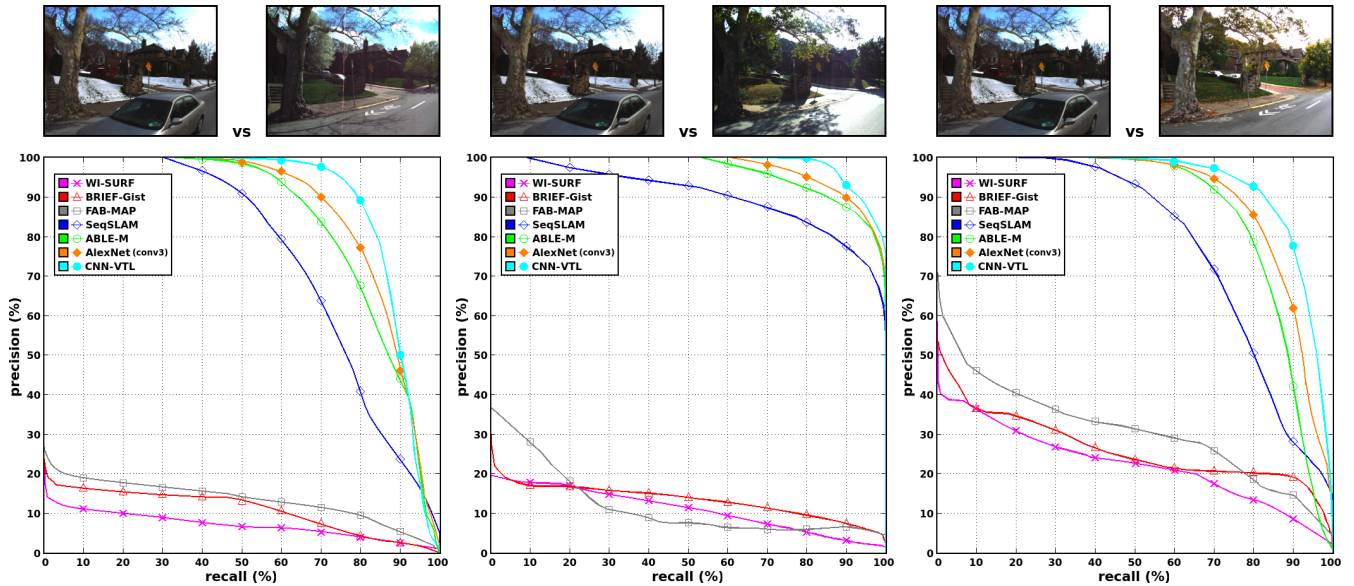 vs
vs
vs
precision (%)
100
90
80
70
60
50
40
30
20
10
0
WI-SURF
BRIEF-Gist
FAB-MAP
SeqSLAM
ABLE-M
AlexNet (conv3)
CNN-VTL
0 10 20 30 40 50 60 70 80 90 100
recall (%)
precision (%)
100
90
80
70
60
50
40
30
20
10
0
WI-SURF
BRIEF-Gist
FAB-MAP
SeqSLAM
ABLE-M
AlexNet (conv3)
CNN-VTL
0 10 20 30 40 50 60 70 80 90 100
recall (%)
precision (%)
100
90
80
70
60
50
40
30
20
10
0
WI-SURF
BRIEF-Gist
FAB-MAP
SeqSLAM
ABLE-M
AlexNet (conv3)
CNN-VTL
0 10 20 30 40 50 60 70 80 90 100
recall (%)